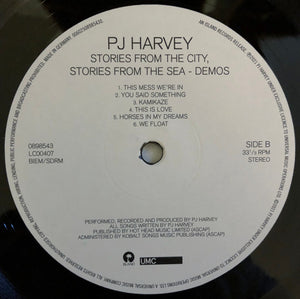 PJ HARVEY
STORIES FROM THE CITY,
STORIES FROM THE SEA - DEMOS
1. THIS MESS WE'RE IN
2. YOU SAID SOMETHING
3. KAMIKAZE
4. THIS IS LOVE
5. HORSES IN MY DREAMS
6. WE FLOAT
0898543
LC00407
BIEM/SDRM
SIDE B
33⅓ RPM
STEREO
PERFORMED, RECORDED AND PRODUCED BY PJ HARVEY
ALL SONGS WRITTEN BY PJ HARVEY
PUBLISHED BY HOT HEAD MUSIC LIMITED (ASCAP)
ADMINISTERED BY KOBALT SONGS MUSIC PUBLISHING (ASCAP)
ISLAND
UMC
MADE IN GERMANY.